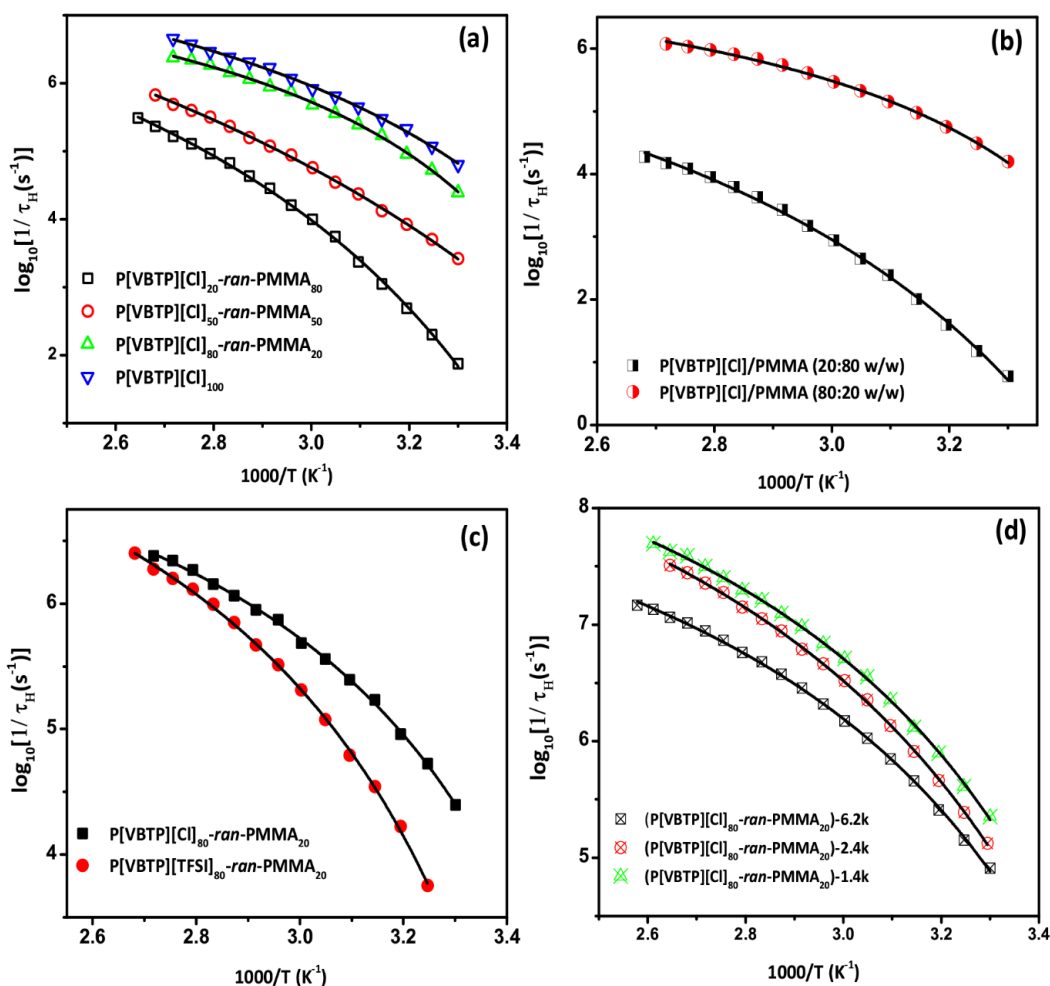 (a)
6
4
2
log₁₀[1/ τ_H(s⁻¹)]
P[VBTP][Cl]₂₀-ran-PMMA₈₀
P[VBTP][Cl]₅₀-ran-PMMA₅₀
P[VBTP][Cl]₈₀-ran-PMMA₂₀
P[VBTP][Cl]₁₀₀
2.6 2.8 3.0 3.2 3.4
1000/T (K⁻¹)
(b)
6
4
2
0
log₁₀[1/ τ_H(s⁻¹)]
P[VBTP][Cl]/PMMA (20:80 w/w)
P[VBTP][Cl]/PMMA (80:20 w/w)
2.6 2.8 3.0 3.2
1000/T (K⁻¹)
(c)
6
5
4
log₁₀[1/ τ_H(s⁻¹)]
P[VBTP][Cl]₈₀-ran-PMMA₂₀
P[VBTP][TFSI]₈₀-ran-PMMA₂₀
2.6 2.8 3.0 3.2 3.4
1000/T (K⁻¹)
(d)
8
7
6
5
log₁₀[1/ τ_H(s⁻¹)]
(P[VBTP][Cl]₈₀-ran-PMMA₂₀)-6.2k
(P[VBTP][Cl]₈₀-ran-PMMA₂₀)-2.4k
(P[VBTP][Cl]₈₀-ran-PMMA₂₀)-1.4k
2.6 2.8 3.0 3.2 3.4
1000/T (K⁻¹)